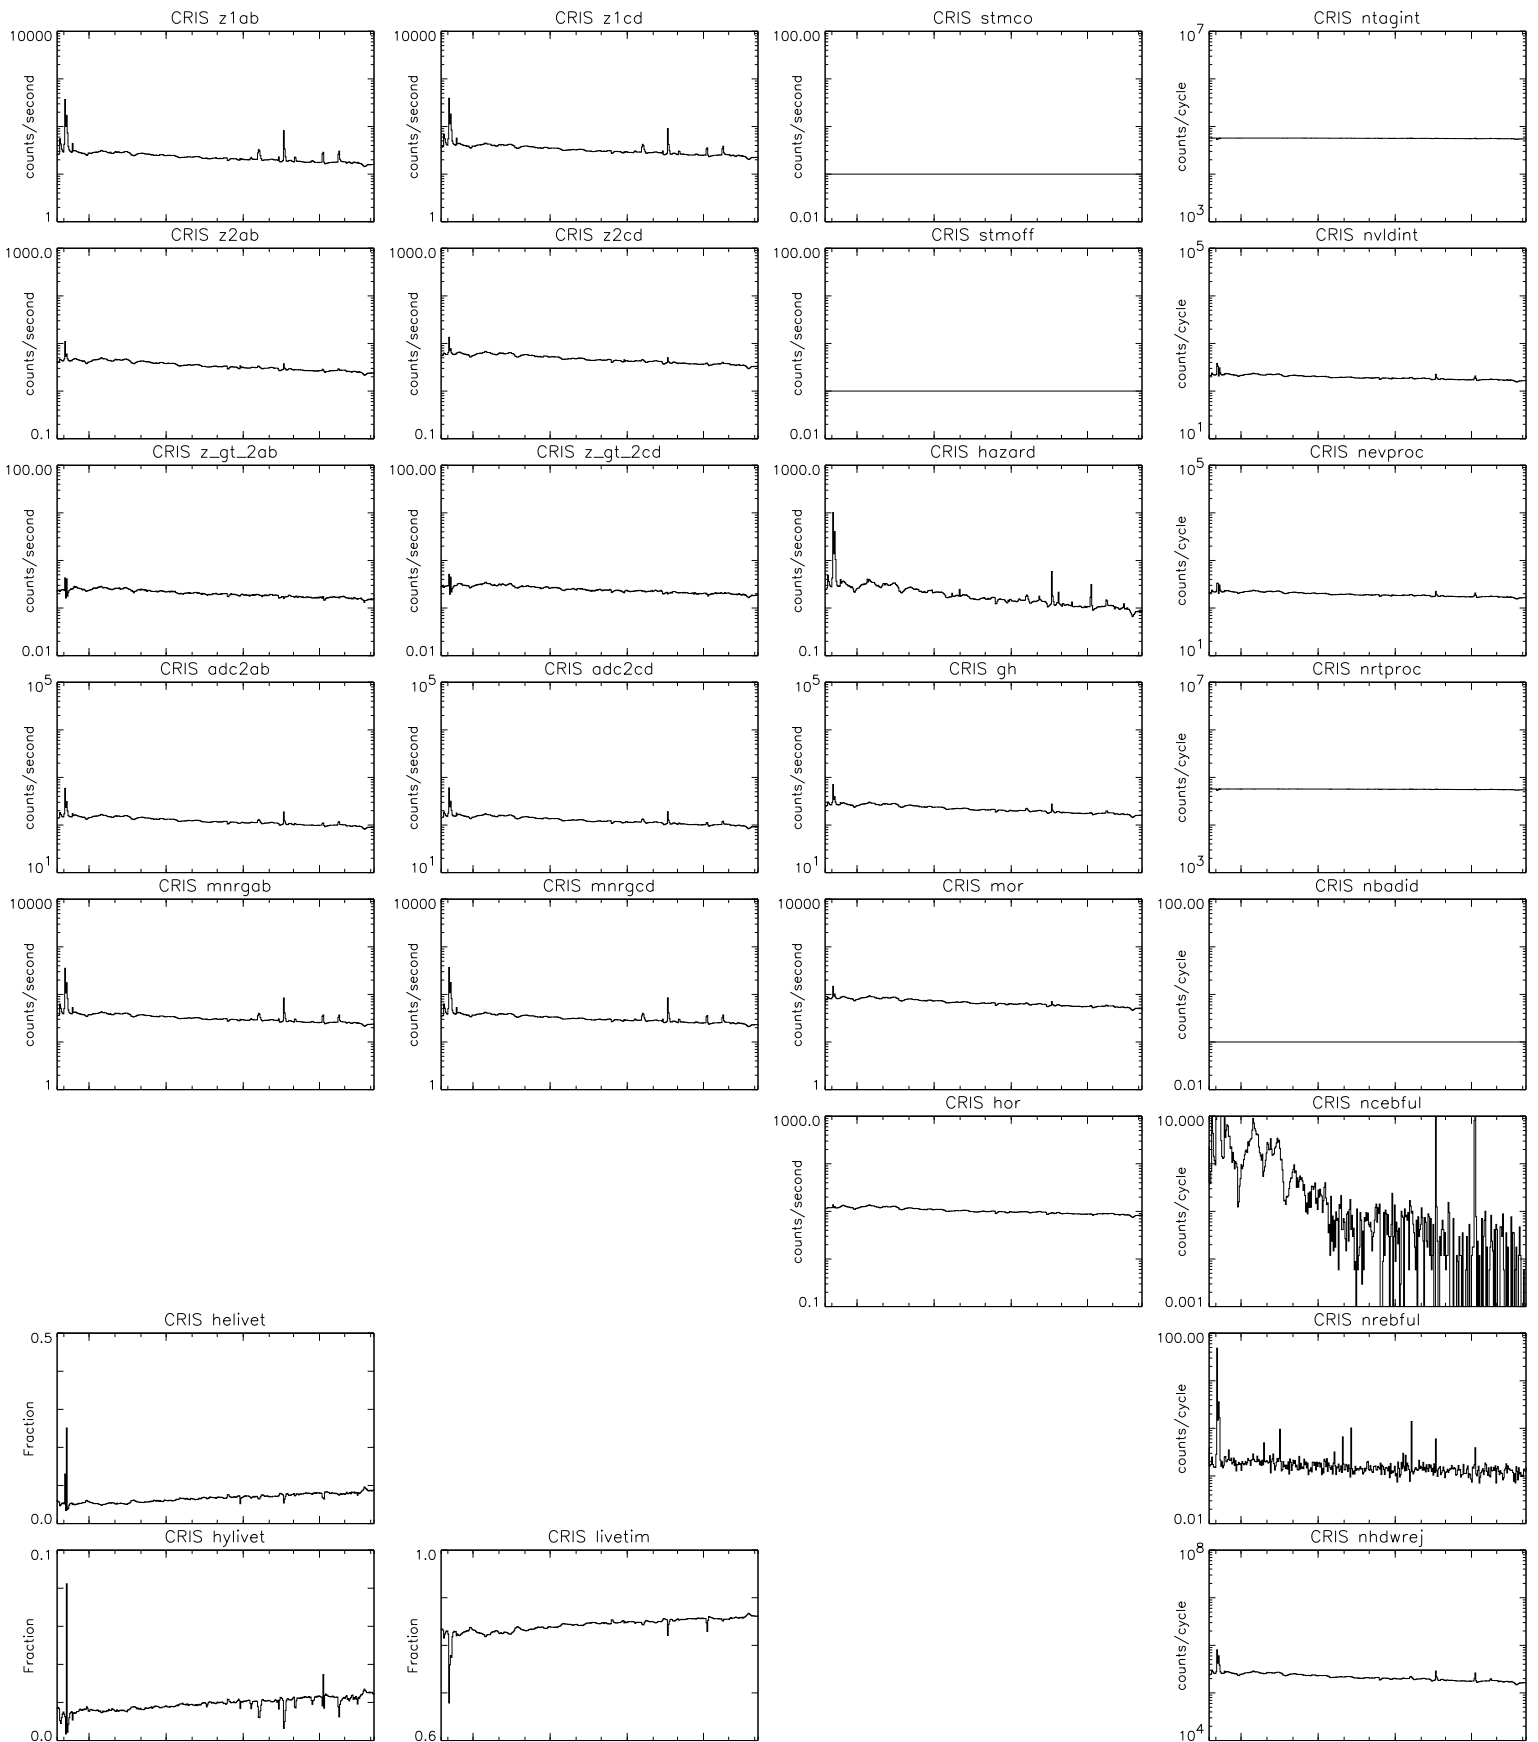 CRIS z1ab
10000
counts/second
1
CRIS z1cd
10000
counts/second
1
CRIS stmco
100.00
counts/second
0.01
CRIS ntagint
10^7
counts/cycle
10^3
CRIS z2ab
1000.0
counts/second
0.1
CRIS z2cd
1000.0
counts/second
0.1
CRIS stmoff
100.00
counts/second
0.01
CRIS nvldint
10^5
counts/cycle
10^1
CRIS z_gt_2ab
100.00
counts/second
0.01
CRIS z_gt_2cd
100.00
counts/second
0.01
CRIS hazard
1000.0
counts/second
0.1
CRIS nevproc
10^5
counts/cycle
10^1
CRIS adc2ab
10^5
counts/second
10^1
CRIS adc2cd
10^5
counts/second
10^1
CRIS gh
10^5
counts/second
10^1
CRIS nrtproc
10^7
counts/cycle
10^3
CRIS mnrgab
10000
counts/second
1
CRIS mnrgcd
10000
counts/second
1
CRIS mor
10000
counts/second
1
CRIS nbadid
100.00
counts/cycle
0.01
CRIS hor
1000.0
counts/second
0.1
CRIS ncebful
10.000
counts/cycle
0.001
CRIS helivet
0.5
Fraction
0.0
CRIS nrebful
100.00
counts/cycle
0.01
CRIS hylivet
0.1
Fraction
0.0
CRIS livetim
1.0
Fraction
0.6
CRIS nhdwrej
10^8
counts/cycle
10^4